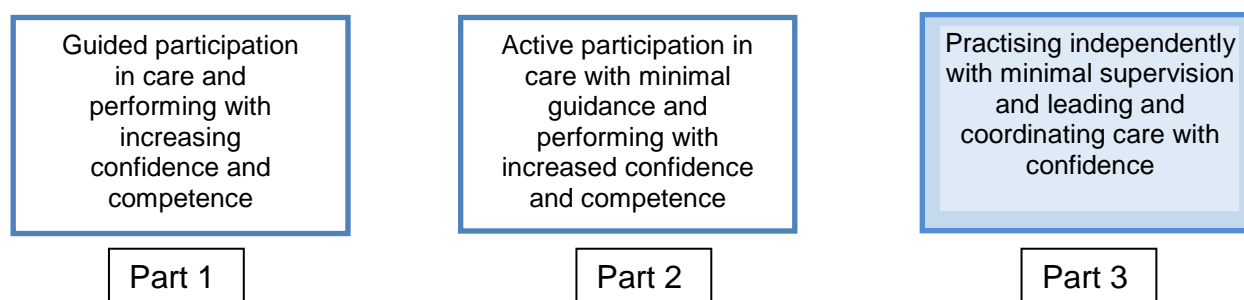 Guided participation
in care and
performing with
increasing
confidence and
competence
Part 1
Active participation in
care with minimal
guidance and
performing with
increased confidence
and competence
Part 2
Practising independently
with minimal supervision
and leading and
coordinating care with
confidence
Part 3